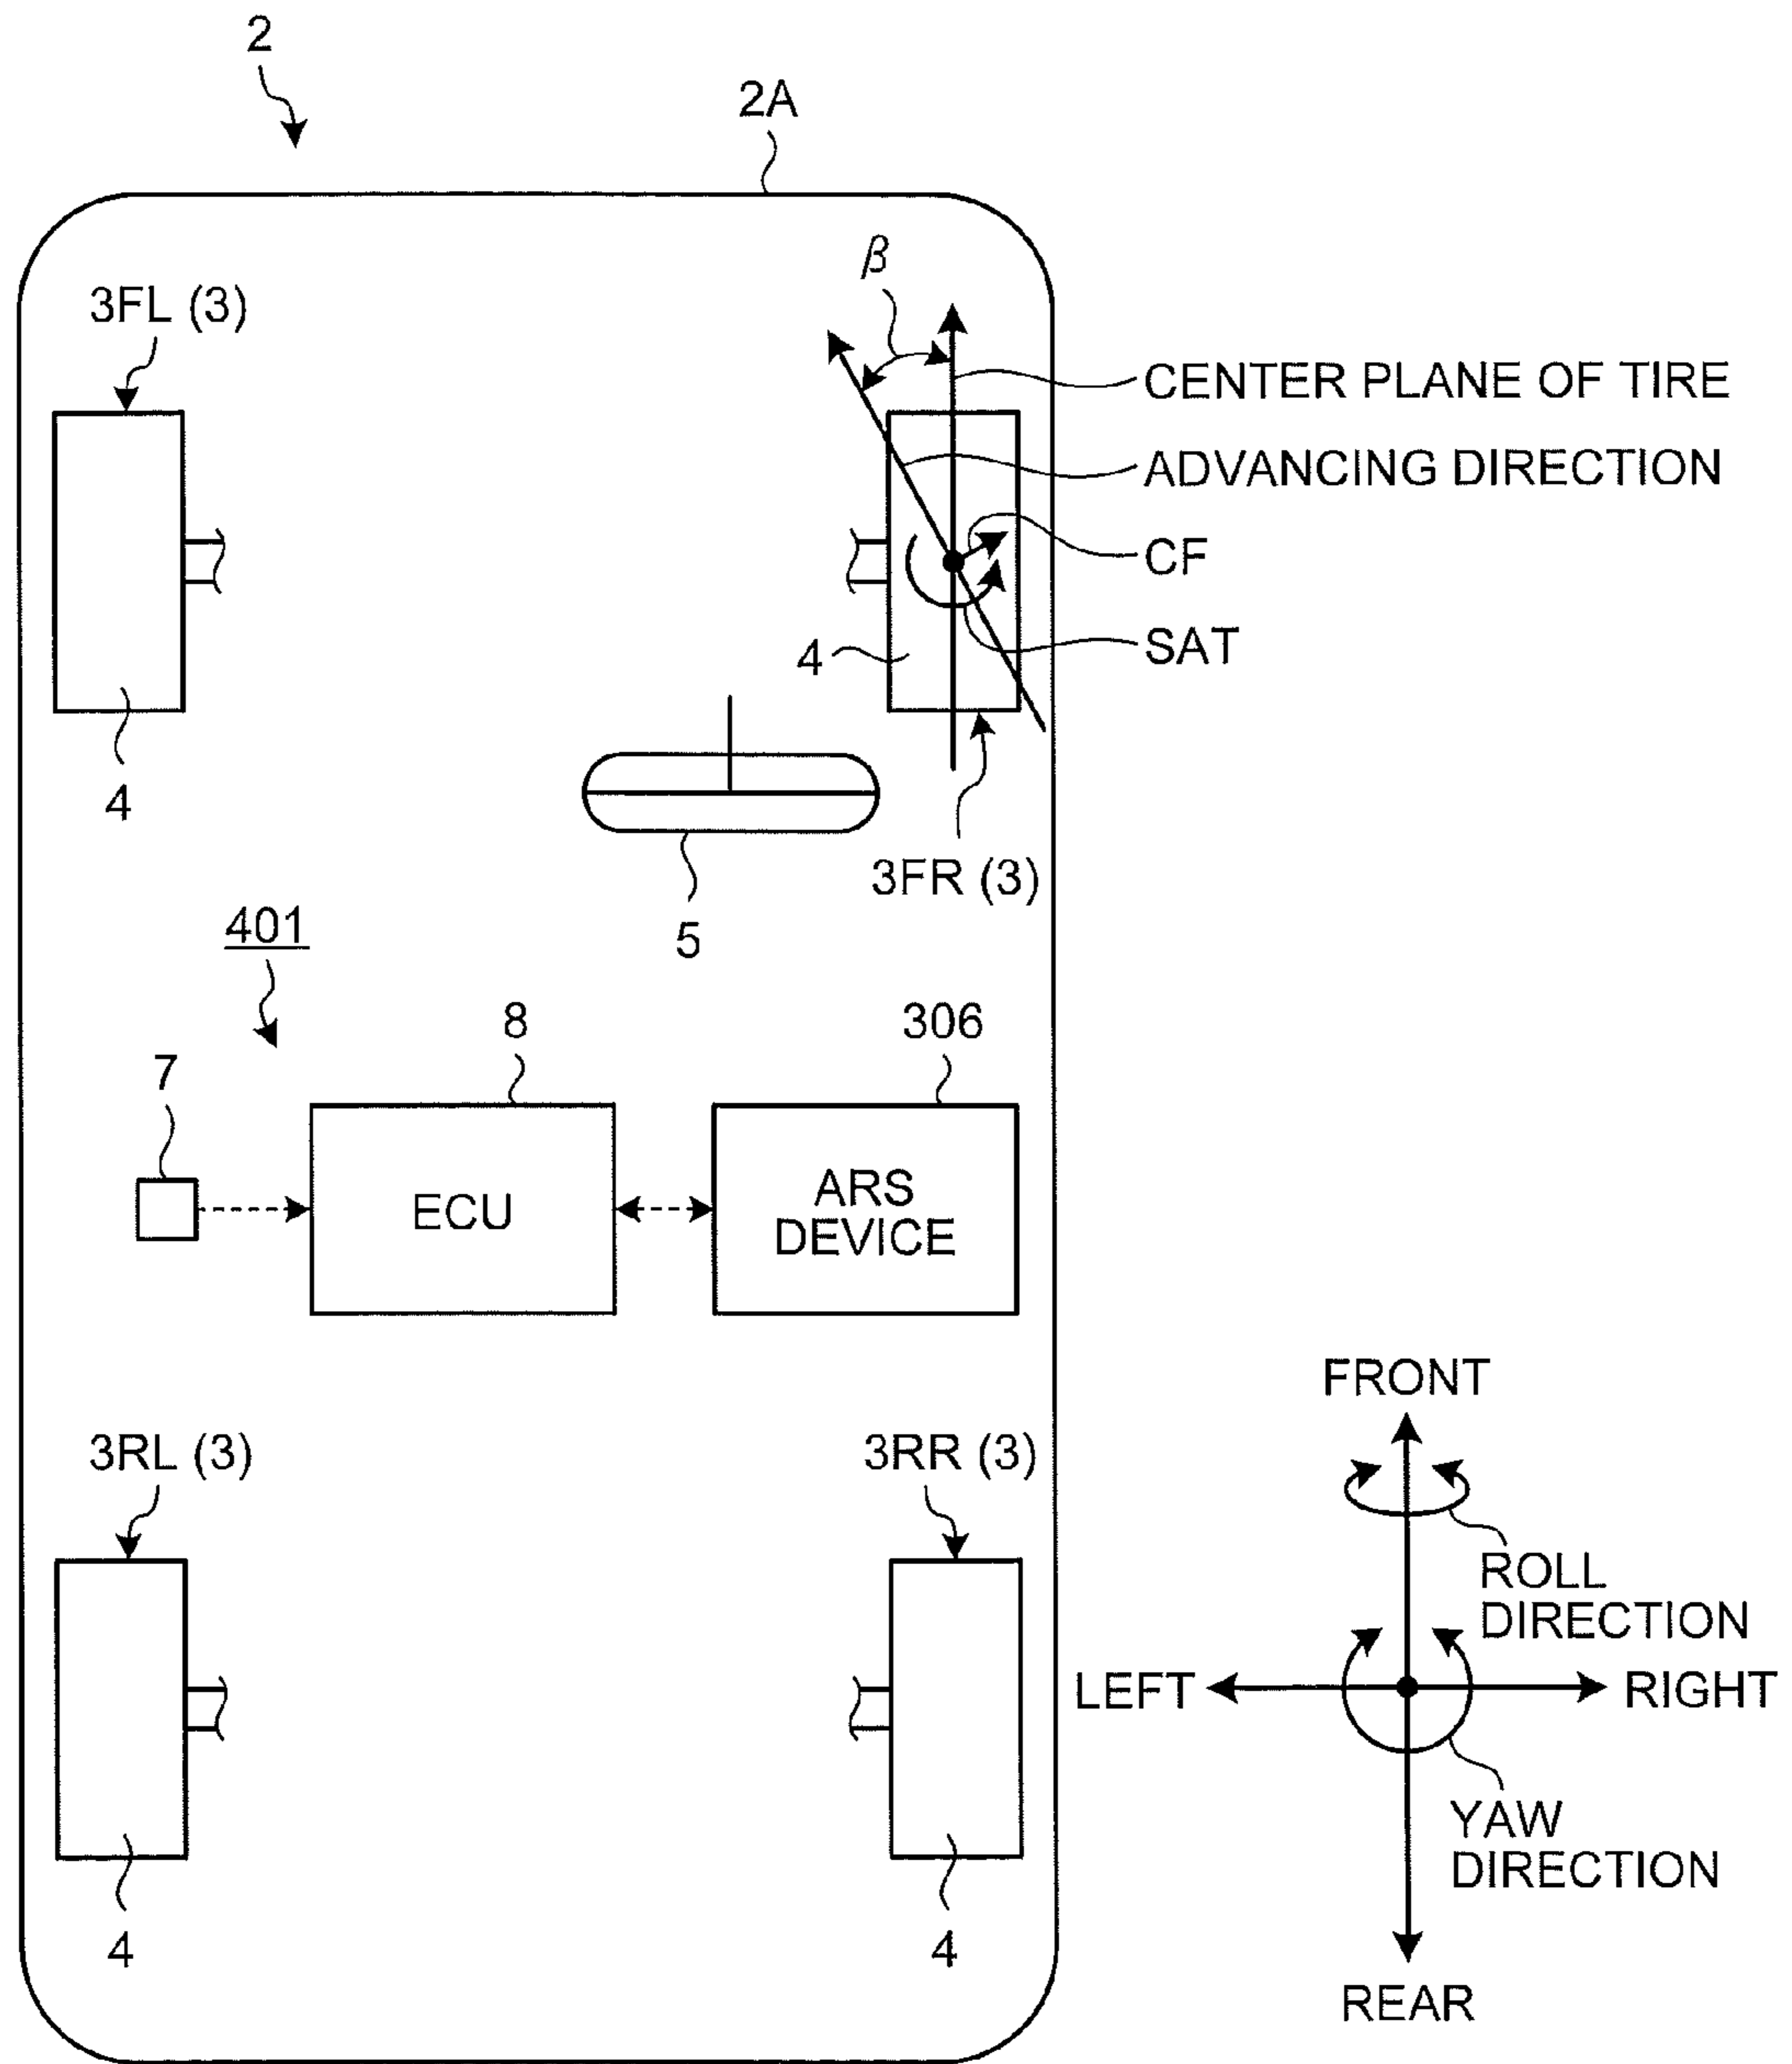 2
2A
β
3FL (3)
CENTER PLANE OF TIRE
ADVANCING DIRECTION
CF
SAT
4
4
3FR (3)
5
401
8
306
7
ECU
ARS
DEVICE
FRONT
3RL (3)
3RR (3)
ROLL
DIRECTION
LEFT
RIGHT
YAW
DIRECTION
4
4
REAR